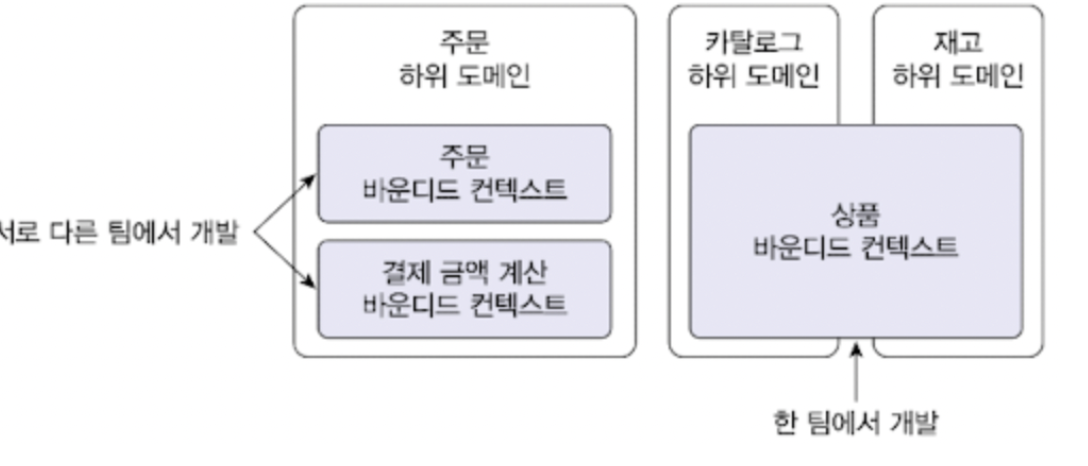 주문
하위 도메인
주문
바운디드 컨텍스트
결제 금액 계산
바운디드 컨텍스트
서로 다른 팀에서 개발
카탈로그
하위 도메인
재고
하위 도메인
상품
바운디드 컨텍스트
한 팀에서 개발